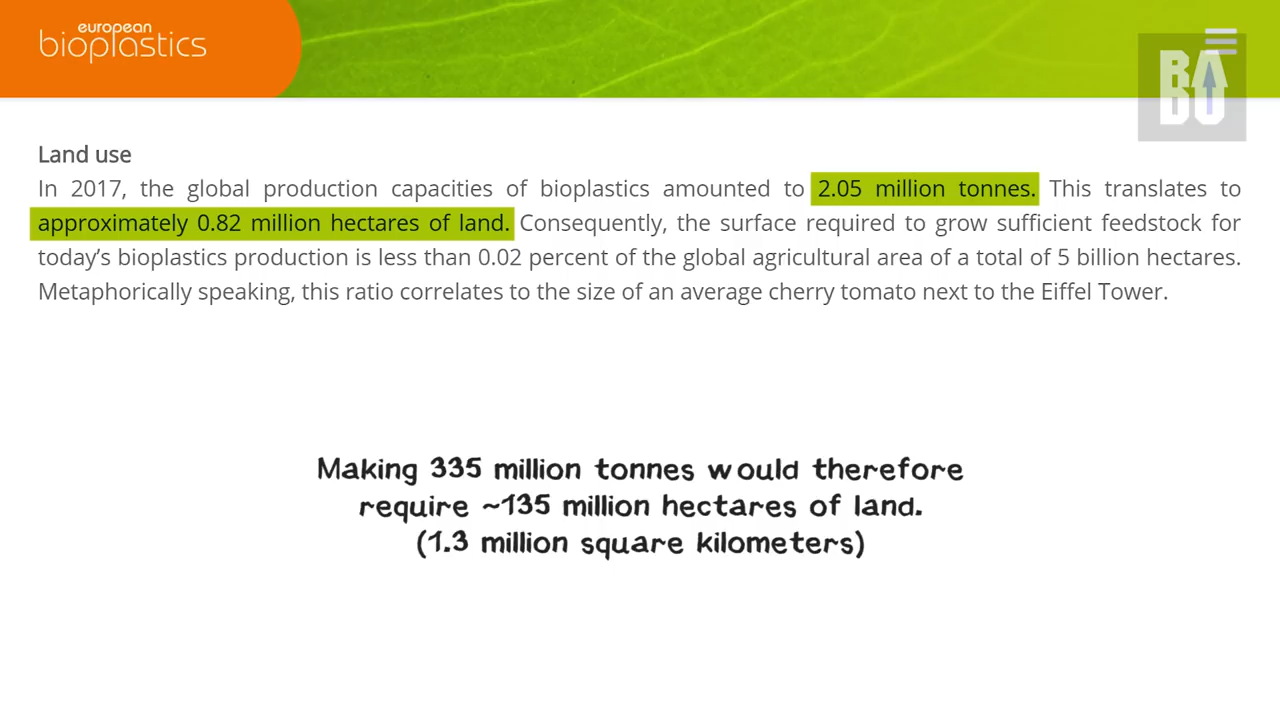 european
bioplastics
RA
DU
Land use
In 2017, the global production capacities of bioplastics amounted to 2.05 million tonnes. This translates to
approximately 0.82 million hectares of land. Consequently, the surface required to grow sufficient feedstock for
today's bioplastics production is less than 0.02 percent of the global agricultural area of a total of 5 billion hectares.
Metaphorically speaking, this ratio correlates to the size of an average cherry tomato next to the Eiffel Tower.
Making 335 million tonnes would therefore
require ~135 million hectares of land.
(1.3 million square kilometers)